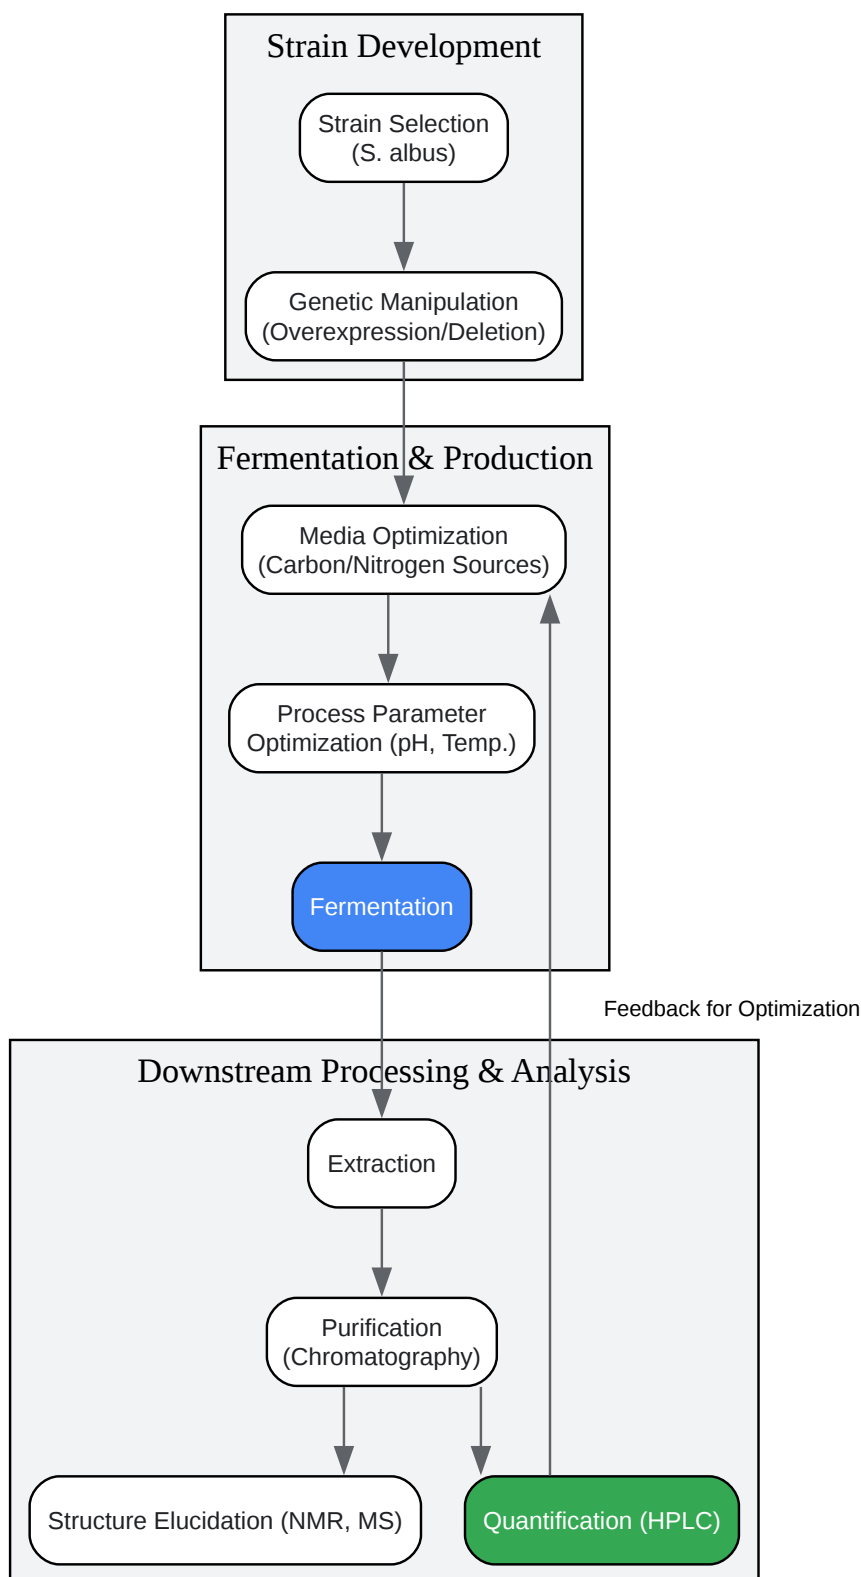 Strain Development
Strain Selection
(S. albus)
Genetic Manipulation
(Overexpression/Deletion)
Fermentation & Production
Media Optimization
(Carbon/Nitrogen Sources)
Process Parameter
Optimization (pH, Temp.)
Fermentation
Feedback for Optimization
Downstream Processing & Analysis
Extraction
Purification
(Chromatography)
Structure Elucidation (NMR, MS)
Quantification (HPLC)